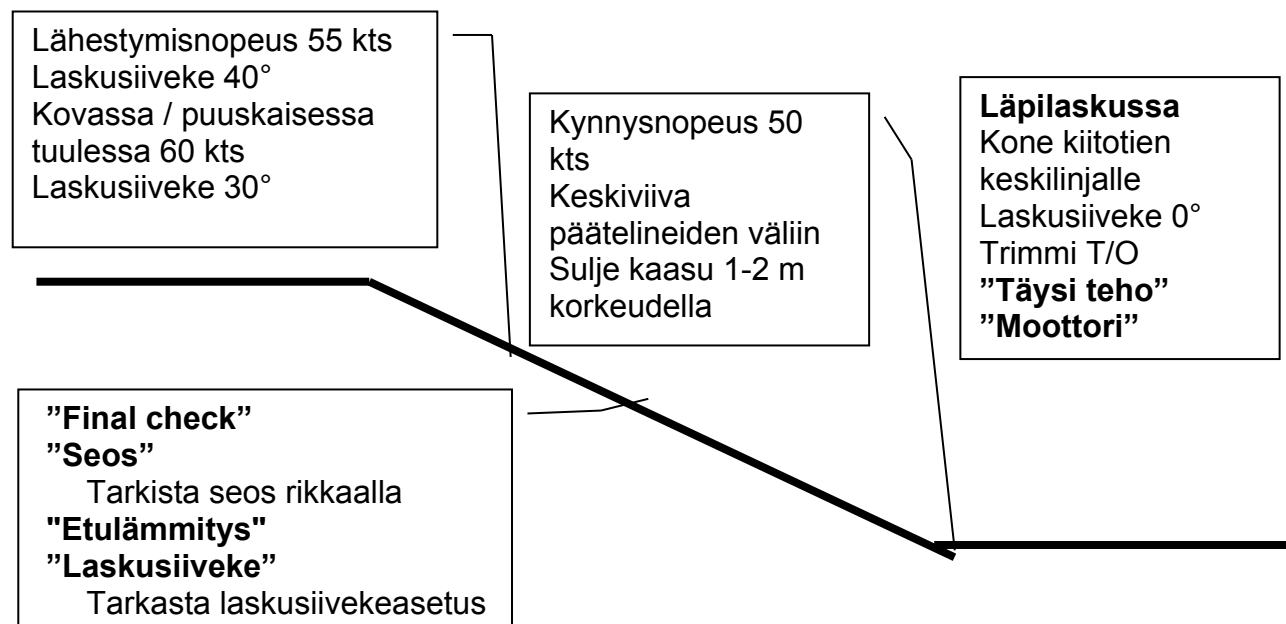 Lähestymisnopeus 55 kts
Laskusiiveke 40°
Kovassa / puuskaisessa
tuulessa 60 kts
Laskusiiveke 30°
Kynnysnopeus 50
kts
Keskiviiva
päätelineiden väliin
Sulje kaasu 1-2 m
korkeudella
Läpilaskussa
Kone kiitotien
keskilinjalle
Laskusiiveke 0°
Trimmi T/O
”Täysi teho”
”Moottori”
”Final check”
”Seos”
Tarkista seos rikkaalla
"Etulämmitys"
”Laskusiiveke”
Tarkasta laskusiivekeasetus